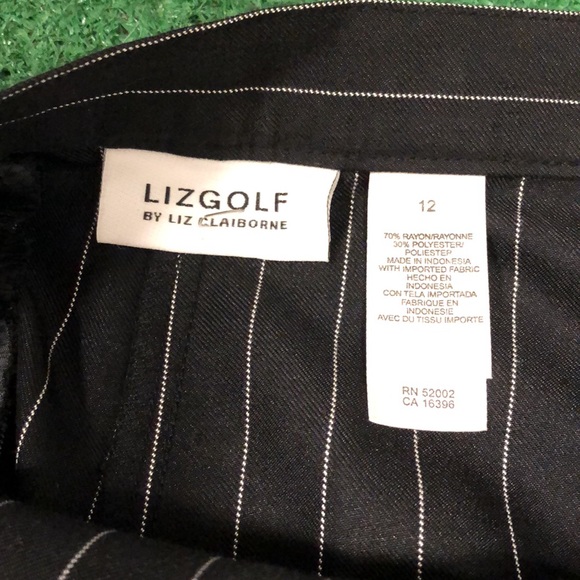 LIZGOLF
BY LIZ CLAIBORNE
12
70% RAYON/RAYONNE
30% POLYESTER/
POLIESTER
MADE IN INDONESIA
WITH IMPORTED FABRIC
HECHO EN
INDONESIA
CON TELA IMPORTADA
FABRIQUE EN
INDONESIE
AVEC DU TISSU IMPORTE
RN 52002
CA 16396